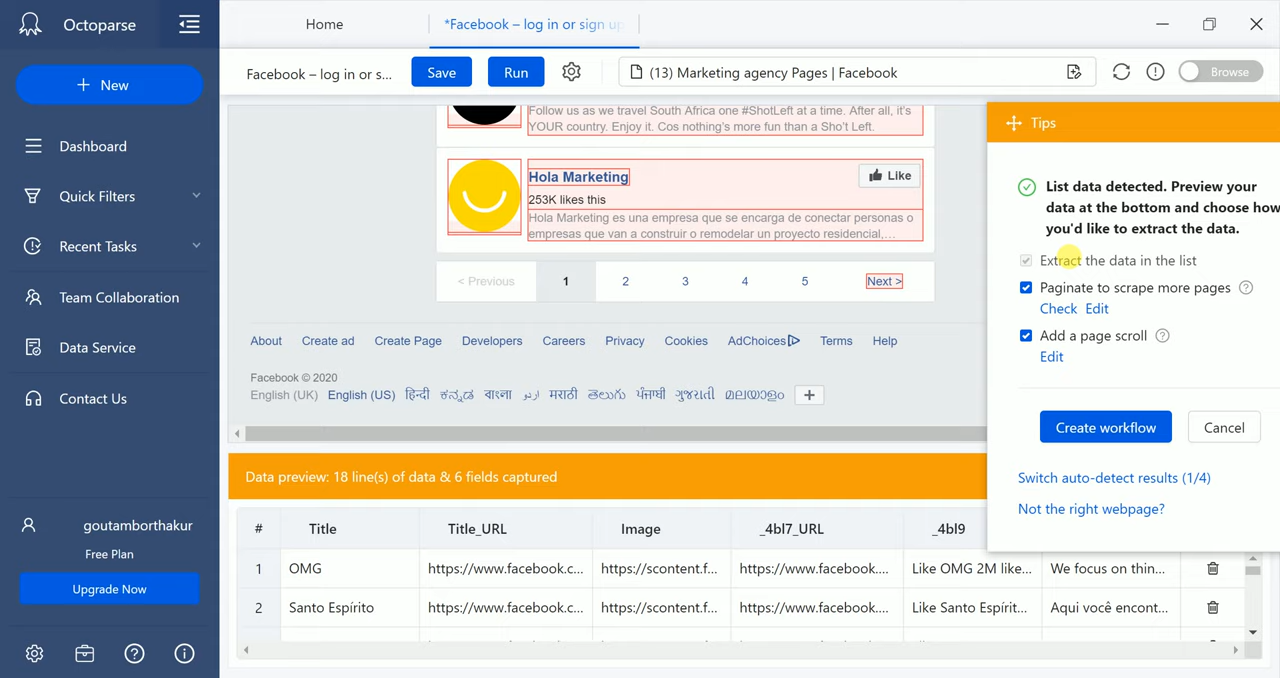 Octoparse
Home
*Facebook – log in or sign up
Facebook – log in or s...
Save
Run
(13) Marketing agency Pages | Facebook
Browse
New
Dashboard
Quick Filters
Recent Tasks
Team Collaboration
Data Service
Contact Us
goutamborthakur
Free Plan
Upgrade Now
Follow us as we travel South Africa one #ShotLeft at a time. After all, it's
YOUR country. Enjoy it. Cos nothing's more fun than a Sho't Left.
Hola Marketing
Like
253K likes this
Hola Marketing es una empresa que se encarga de conectar personas o
empresas que van a construir o remodelar un proyecto residencial,...
< Previous 1 2 3 4 5 Next >
About Create ad Create Page Developers Careers Privacy Cookies AdChoices Terms Help
Facebook © 2020
English (UK) English (US) हिन्दी ಕನ್ನಡ বাংলা اردو मराठी తెలుగు ਪੰਜਾਬੀ ગુજરાતી മലയാളം +
Tips
List data detected. Preview your
data at the bottom and choose how
you'd like to extract the data.
Extract the data in the list
Paginate to scrape more pages ?
Check Edit
Add a page scroll ?
Edit
Create workflow
Cancel
Switch auto-detect results (1/4)
Not the right webpage?
Data preview: 18 line(s) of data & 6 fields captured
# Title Title_URL Image _4bl7_URL _4bl9
1 OMG https://www.facebook.c... https://scontent.f... https://www.facebook.... Like OMG 2M like... We focus on thin...
2 Santo Espírito https://www.facebook.c... https://scontent.f... https://www.facebook.... Like Santo Espírit... Aqui você encont...